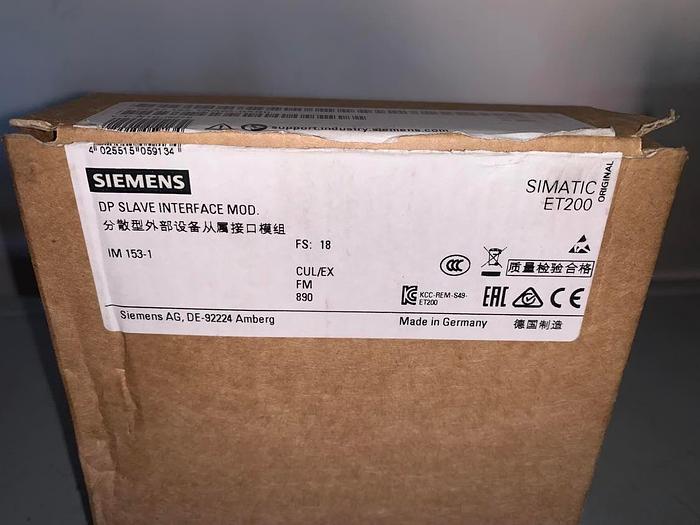 support.industry.siemens.com
4 025515 059134
SIEMENS
SIMATIC
ET200
ORIGINAL
DP SLAVE INTERFACE MOD.
分散型外部设备从属接口模组
IM 153-1
FS: 18
CUL/EX
FM
890
CCC
质量检验合格
KCC-REM-S49-
ET200
EAC
CE
Siemens AG, DE-92224 Amberg
Made in Germany
德国制造